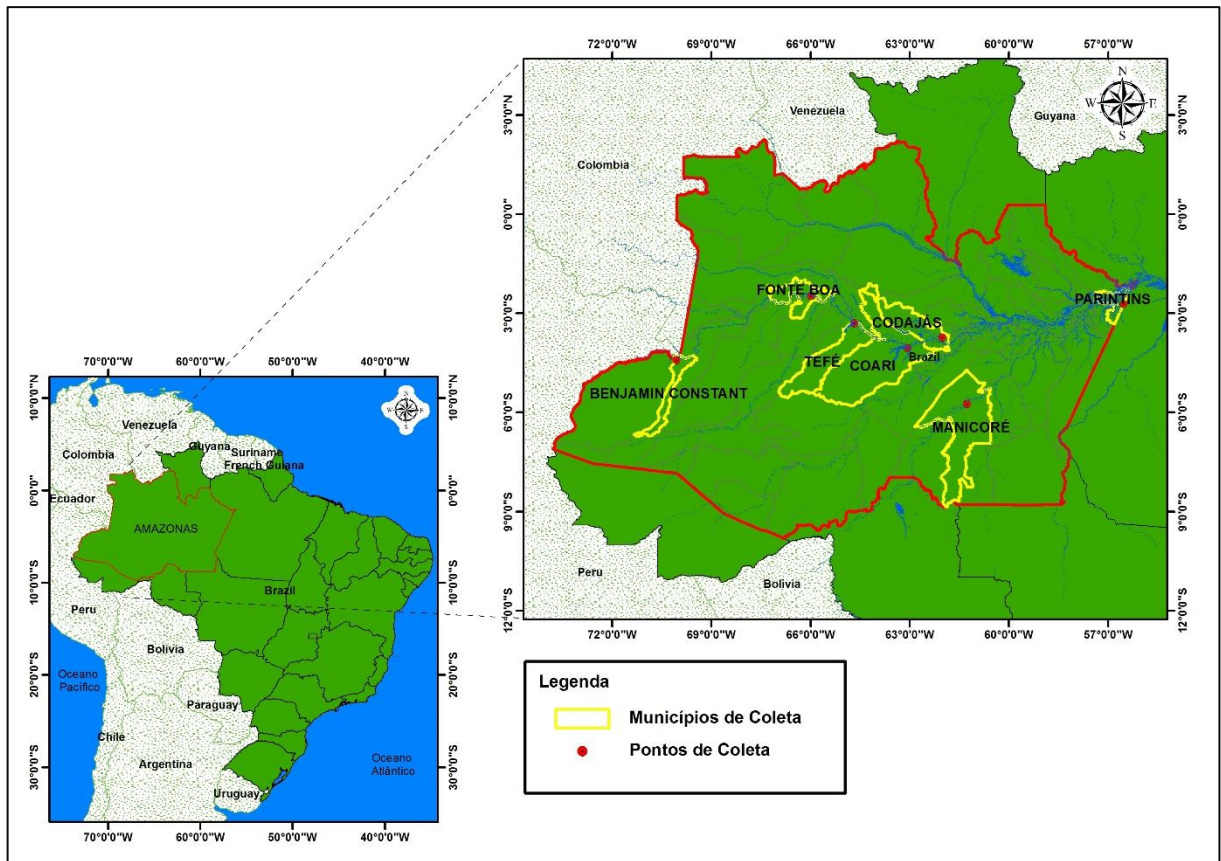 72°0'0"W 69°0'0"W 66°0'0"W 63°0'0"W 60°0'0"W 57°0'0"W
3°0'0"N
0°0'0"
3°0'0"S
6°0'0"S
9°0'0"S
12°0'0"S
N
W E
S
Venezuela
Guyana
Colombia
FONTE BOA
PARINTINS
CODAJÁS
TEFÉ
COARI
Brazil
BENJAMIN CONSTANT
MANICORÉ
Peru
Bolivia
3°0'0"N
0°0'0"
3°0'0"S
6°0'0"S
9°0'0"S
12°0'0"S
72°0'0"W 69°0'0"W 66°0'0"W 63°0'0"W 60°0'0"W 57°0'0"W
70°0'0"W 60°0'0"W 50°0'0"W 40°0'0"W
10°0'0"N
0°0'0"
10°0'0"S
20°0'0"S
30°0'0"S
N
W E
S
Venezuela
Guyana
Suriname
French Guiana
Colombia
Ecuador
AMAZONAS
Brazil
Peru
Bolivia
Oceano
Pacífico
Paraguay
Chile
Argentina
Oceano
Atlântico
Uruguay
10°0'0"N
0°0'0"
10°0'0"S
20°0'0"S
30°0'0"S
70°0'0"W 60°0'0"W 50°0'0"W 40°0'0"W
Legenda
Municípios de Coleta
Pontos de Coleta